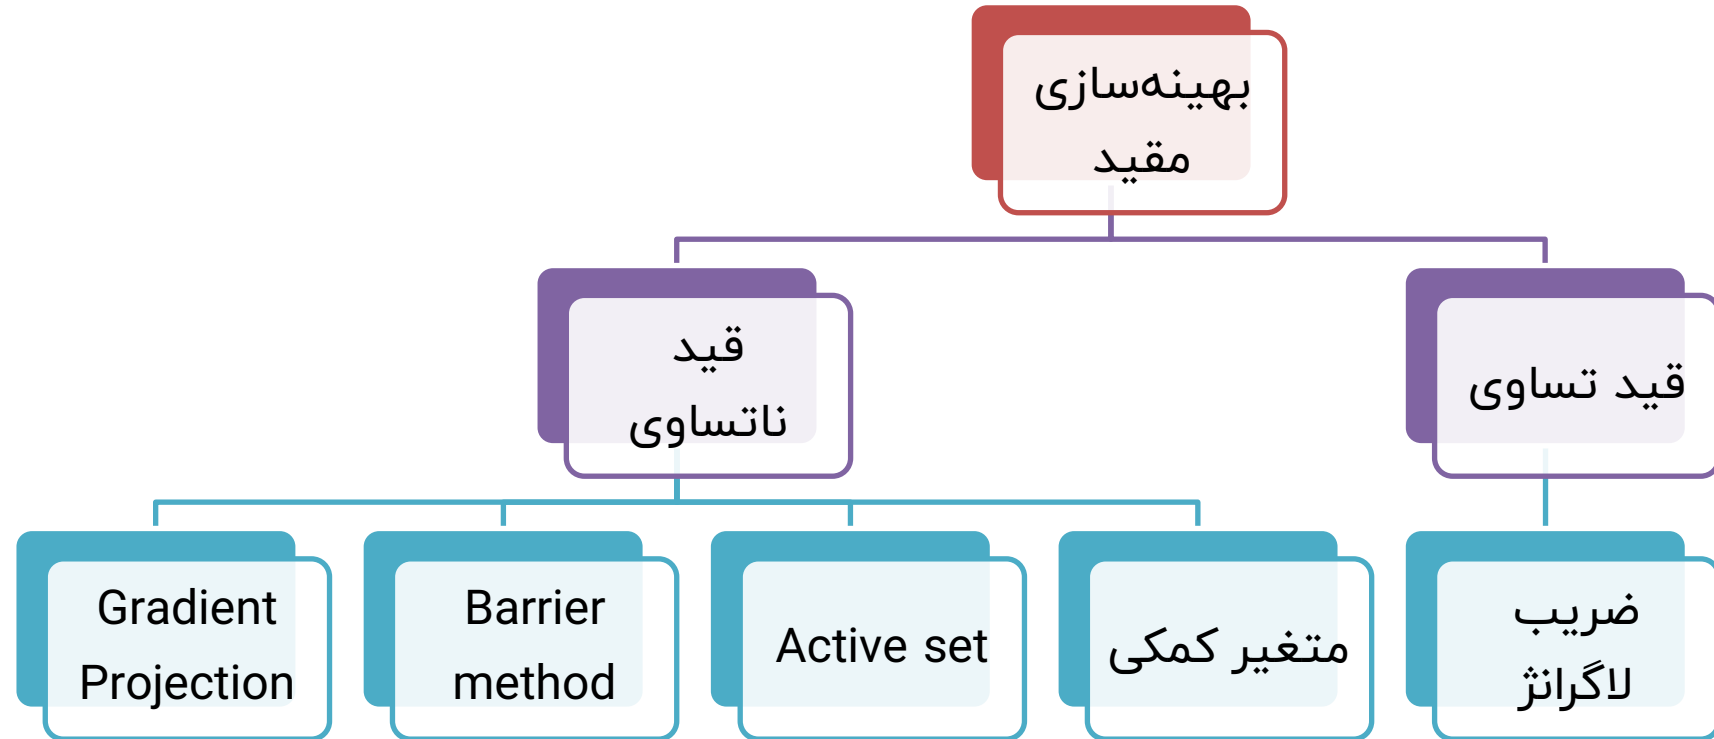 بهینه‌سازی
مقید
قید تساوی
قید
ناتساوی
ضریب
لاگرانژ
متغیر کمکی
Active set
Barrier
method
Gradient
Projection